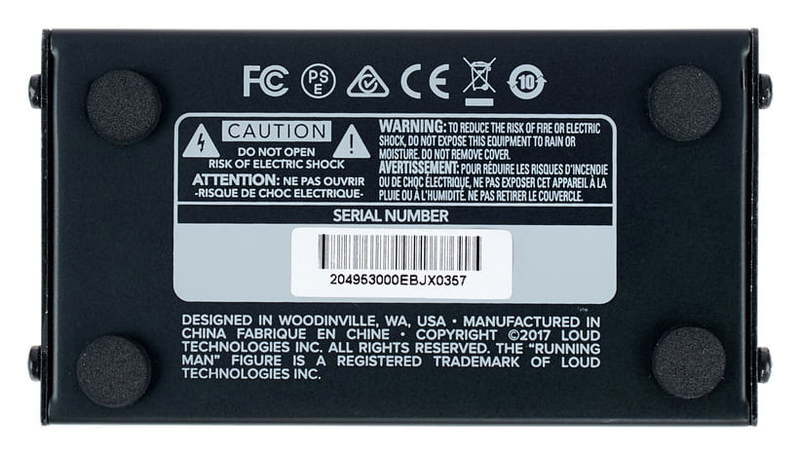 FC
PS
E
CE
10
CAUTION
DO NOT OPEN
RISK OF ELECTRIC SHOCK
ATTENTION: NE PAS OUVRIR
-RISQUE DE CHOC ELECTRIQUE-
WARNING: TO REDUCE THE RISK OF FIRE OR ELECTRIC
SHOCK, DO NOT EXPOSE THIS EQUIPMENT TO RAIN OR
MOISTURE. DO NOT REMOVE COVER.
AVERTISSEMENT: POUR RÉDUIRE LES RISQUES D'INCENDIE
OU DE CHOC ÉLECTRIQUE, NE PAS EXPOSER CET APPAREIL À LA
PLUIE OU À L'HUMIDITÉ. NE PAS RETIRER LE COUVERCLE.
SERIAL NUMBER
204953000EBJX0357
DESIGNED IN WOODINVILLE, WA, USA • MANUFACTURED IN
CHINA FABRIQUE EN CHINE • COPYRIGHT ©2017 LOUD
TECHNOLOGIES INC. ALL RIGHTS RESERVED. THE "RUNNING
MAN" FIGURE IS A REGISTERED TRADEMARK OF LOUD
TECHNOLOGIES INC.